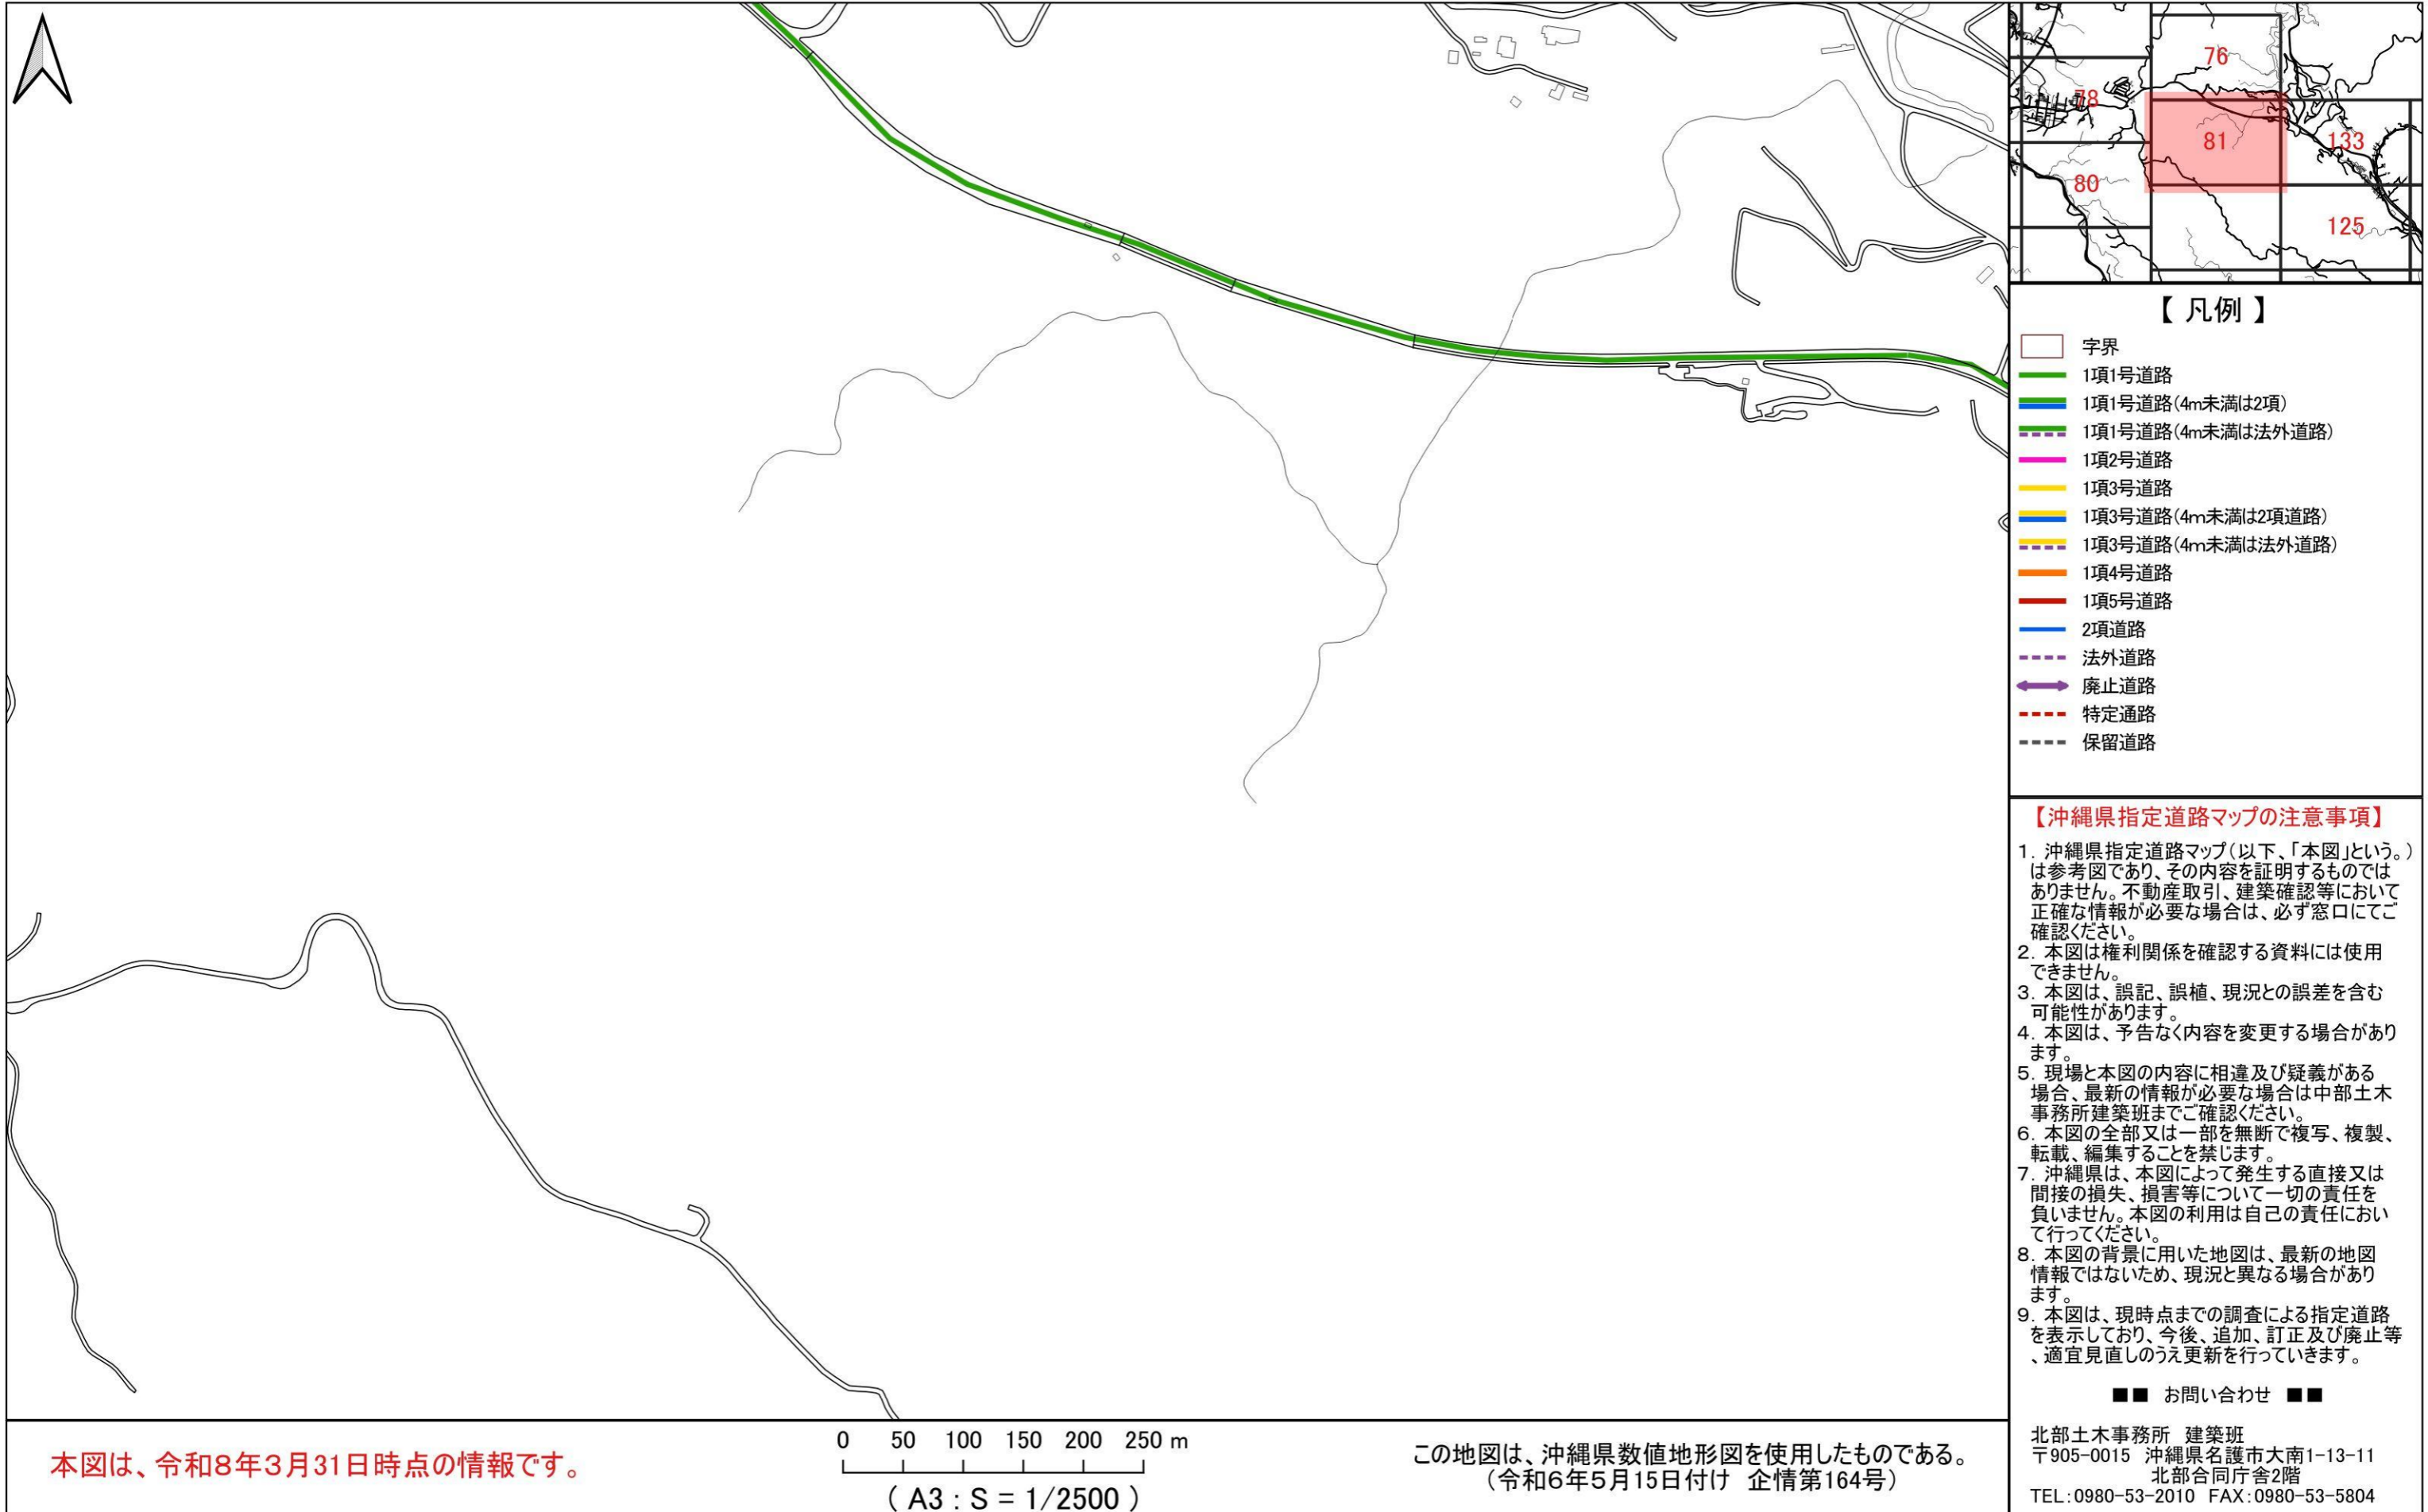 76
78
81
133
80
125
【 凡例 】
字界
1項1号道路
1項1号道路(4m未満は2項)
1項1号道路(4m未満は法外道路)
1項2号道路
1項3号道路
1項3号道路(4m未満は2項道路)
1項3号道路(4m未満は法外道路)
1項4号道路
1項5号道路
2項道路
法外道路
廃止道路
特定通路
保留道路
【沖縄県指定道路マップの注意事項】
1. 沖縄県指定道路マップ(以下、「本図」という。)
は参考図であり、その内容を証明するものでは
ありません。不動産取引、建築確認等において
正確な情報が必要な場合は、必ず窓口にてご
確認ください。
2. 本図は権利関係を確認する資料には使用
できません。
3. 本図は、誤記、誤植、現況との誤差を含む
可能性があります。
4. 本図は、予告なく内容を変更する場合があり
ます。
5. 現場と本図の内容に相違及び疑義がある
場合、最新の情報が必要な場合は中部土木
事務所建築班までご確認ください。
6. 本図の全部又は一部を無断で複写、複製、
転載、編集することを禁じます。
7. 沖縄県は、本図によって発生する直接又は
間接の損失、損害等について一切の責任を
負いません。本図の利用は自己の責任におい
て行ってください。
8. 本図の背景に用いた地図は、最新の地図
情報ではないため、現況と異なる場合があり
ます。
9. 本図は、現時点までの調査による指定道路
を表示しており、今後、追加、訂正及び廃止等
、適宜見直しのうえ更新を行っていきます。
■■ お問い合わせ ■■
北部土木事務所 建築班
〒905-0015 沖縄県名護市大南1-13-11
北部合同庁舎2階
TEL:0980-53-2010 FAX:0980-53-5804
本図は、令和8年3月31日時点の情報です。
0 50 100 150 200 250 m
( A3 : S = 1/2500 )
この地図は、沖縄県数値地形図を使用したものである。
(令和6年5月15日付け 企情第164号)